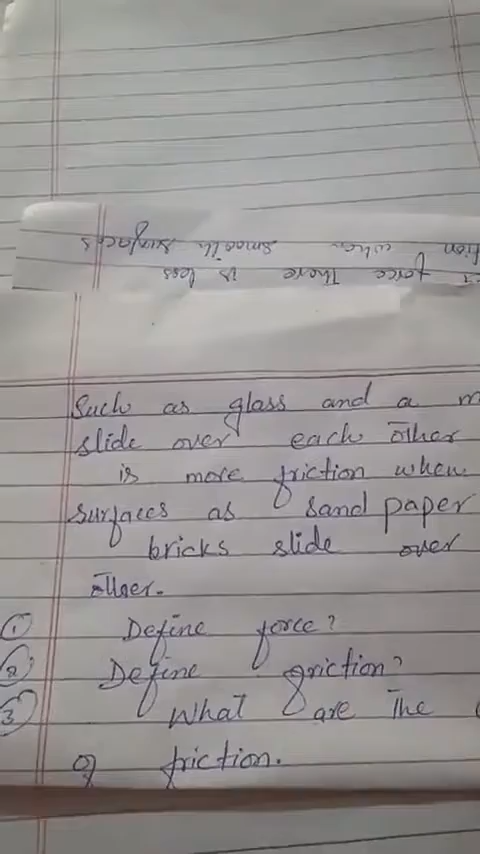 force There is less
tion when smooth surfaces
Such as glass and a m
slide over each other
is more friction when
surfaces as sand paper
bricks slide over
other.
① Define force?
② Define friction?
③ What are the
of friction.